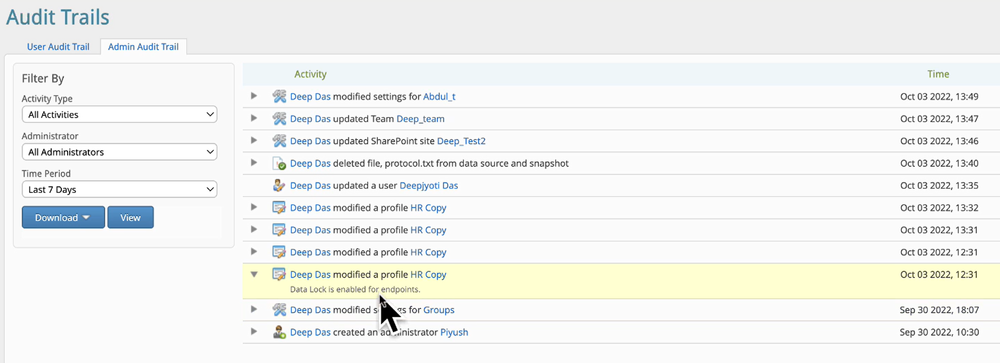 Audit Trails
User Audit Trail Admin Audit Trail
Filter By
Activity Type
All Activities
Administrator
All Administrators
Time Period
Last 7 Days
Download View
Activity Time
Deep Das modified settings for Abdul_t Oct 03 2022, 13:49
Deep Das updated Team Deep_team Oct 03 2022, 13:47
Deep Das updated SharePoint site Deep_Test2 Oct 03 2022, 13:46
Deep Das deleted file, protocol.txt from data source and snapshot Oct 03 2022, 13:40
Deep Das updated a user Deepjyoti Das Oct 03 2022, 13:35
Deep Das modified a profile HR Copy Oct 03 2022, 13:32
Deep Das modified a profile HR Copy Oct 03 2022, 13:31
Deep Das modified a profile HR Copy Oct 03 2022, 12:31
Deep Das modified a profile HR Copy Oct 03 2022, 12:31
Data Lock is enabled for endpoints.
Deep Das modified settings for Groups Sep 30 2022, 18:07
Deep Das created an administrator Piyush Sep 30 2022, 10:30